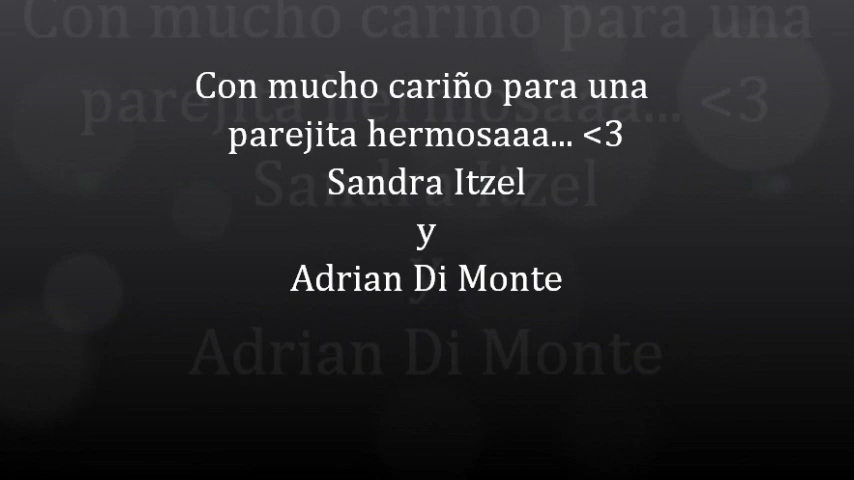 Con mucho cariño para una
parejita hermosaaa... <3
Sandra Itzel
y
Adrian Di Monte